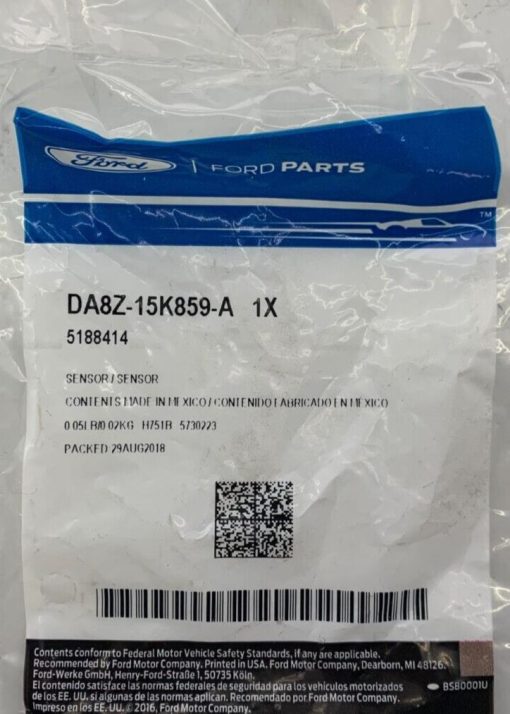 Ford | FORD PARTS
TM
DA8Z-15K859-A 1X
5188414
SENSOR / SENSOR
CONTENTS MADE IN MEXICO / CONTENIDO FABRICADO EN MEXICO
0.05LB/0.02KG H751B 5730223
PACKED 29AUG2018
Contents conform to Federal Motor Vehicle Safety Standards, if any are applicable.
Recommended by Ford Motor Company. Printed in USA. Ford Motor Company, Dearborn, MI 48126.
Ford-Werke GmbH, Henry-Ford-Straße 1, 50735 Köln.
El contenido satisface las normas federales de seguridad para los vehículos motorizados
de los EE. UU. si algunas de las normas aplican. Recomendado por Ford Motor Company.
Impreso en los EE. UU. © 2016, Ford Motor Company.
BSB0001U